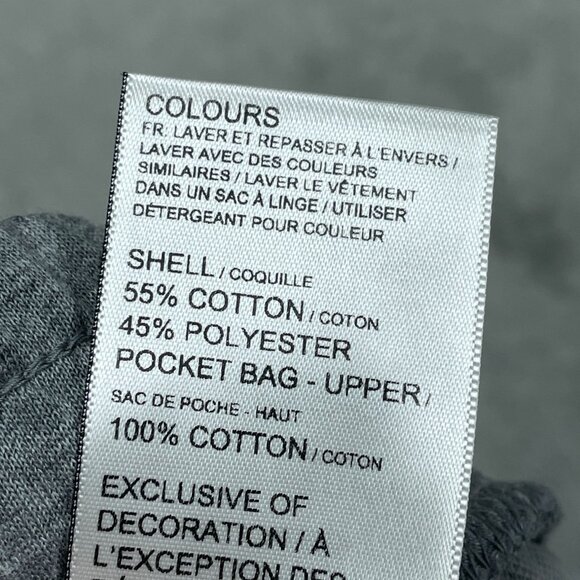 COLOURS
FR. LAVER ET REPASSER À L'ENVERS /
LAVER AVEC DES COULEURS
SIMILAIRES / LAVER LE VÊTEMENT
DANS UN SAC À LINGE / UTILISER
DÉTERGEANT POUR COULEUR
SHELL / COQUILLE
55% COTTON / COTON
45% POLYESTER
POCKET BAG - UPPER /
SAC DE POCHE - HAUT
100% COTTON / COTON
EXCLUSIVE OF
DECORATION / À
L'EXCEPTION DES